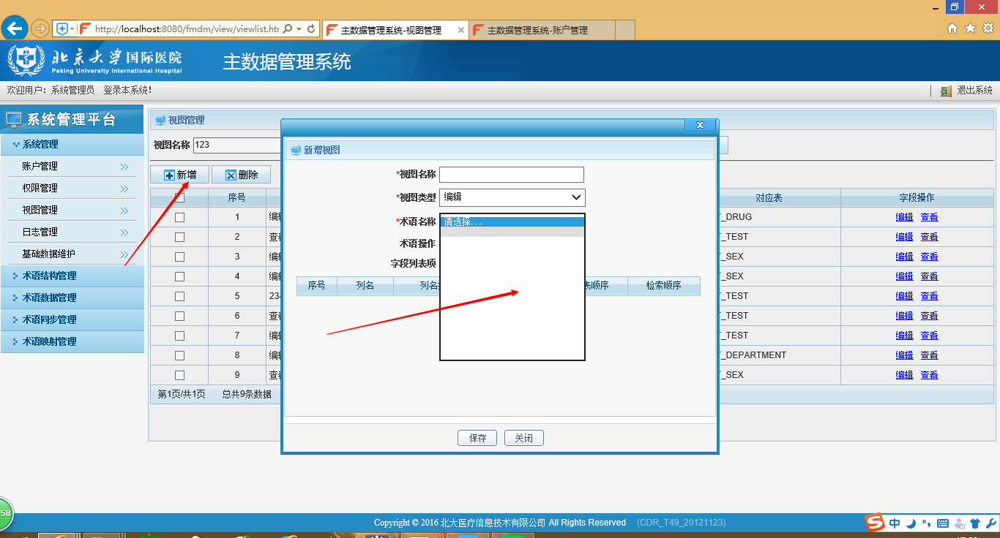 http://localhost:8080/fmdm/view/viewlist.ht
主数据管理系统-视图管理
主数据管理系统-账户管理
北京大学国际医院
Peking University International Hospital
主数据管理系统
欢迎用户：系统管理员 登录本系统!
退出系统
系统管理平台
系统管理
账户管理
权限管理
视图管理
日志管理
基础数据维护
术语结构管理
术语数据管理
术语同步管理
术语映射管理
视图管理
视图名称 123
新增 删除
序号 对应表 字段操作
1 编辑 _DRUG 编辑 查看
2 查看 _TEST 编辑 查看
3 编辑 _SEX 编辑 查看
4 编辑 _SEX 编辑 查看
5 234 _TEST 编辑 查看
6 查看 _TEST 编辑 查看
7 编辑 _TEST 编辑 查看
8 编辑 _DEPARTMENT 编辑 查看
9 查看 _SEX 编辑 查看
第1页/共1页 总共9条数据
新增视图
*视图名称
*视图类型 编辑
*术语名称 请选择...
术语操作
字段列表项
序号 列名 列名 表顺序 检索顺序
保存 关闭
Copyright © 2016 北大医疗信息技术有限公司 All Rights Reserved (CDR_T49_20121123)
58
中